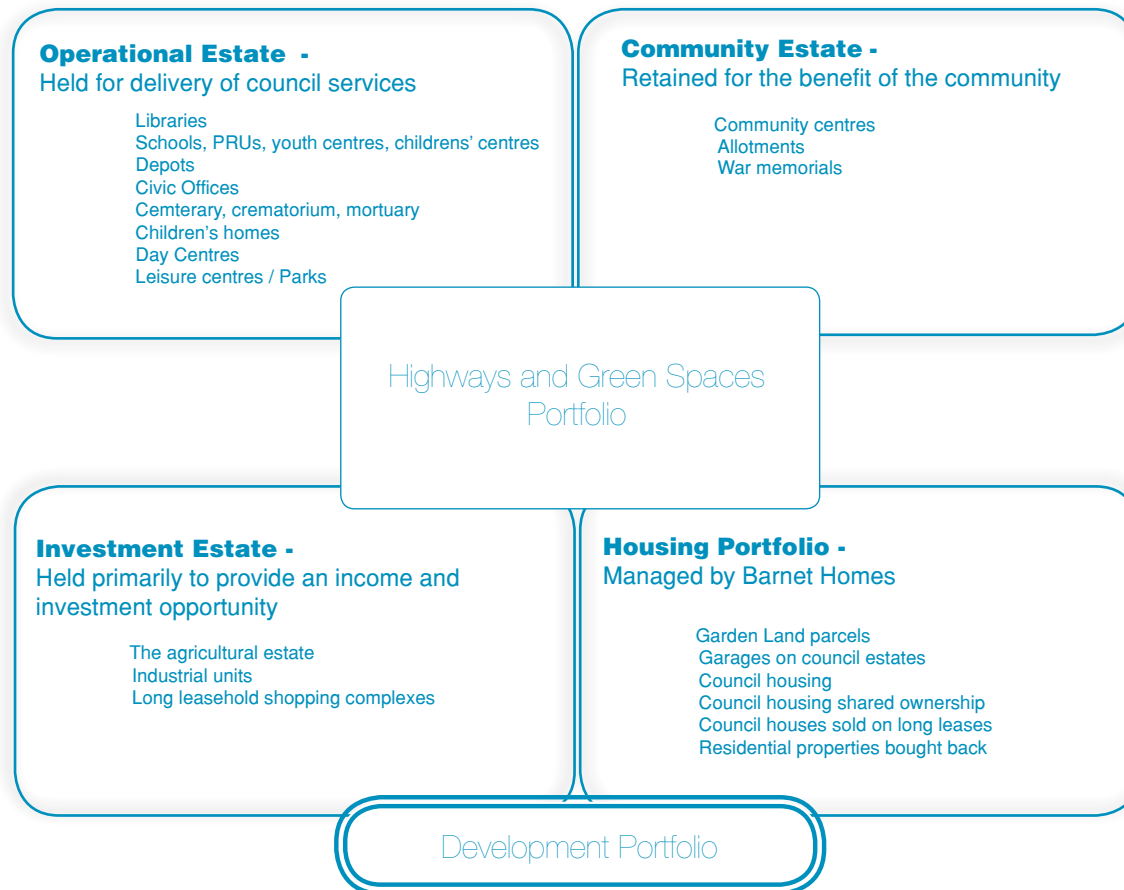 Operational Estate -
Held for delivery of council services
Libraries
Schools, PRUs, youth centres, childrens' centres
Depots
Civic Offices
Cemterary, crematorium, mortuary
Children's homes
Day Centres
Leisure centres / Parks
Community Estate -
Retained for the benefit of the community
Community centres
Allotments
War memorials
Highways and Green Spaces
Portfolio
Investment Estate -
Held primarily to provide an income and
investment opportunity
The agricultural estate
Industrial units
Long leasehold shopping complexes
Housing Portfolio -
Managed by Barnet Homes
Garden Land parcels
Garages on council estates
Council housing
Council housing shared ownership
Council houses sold on long leases
Residential properties bought back
Development Portfolio